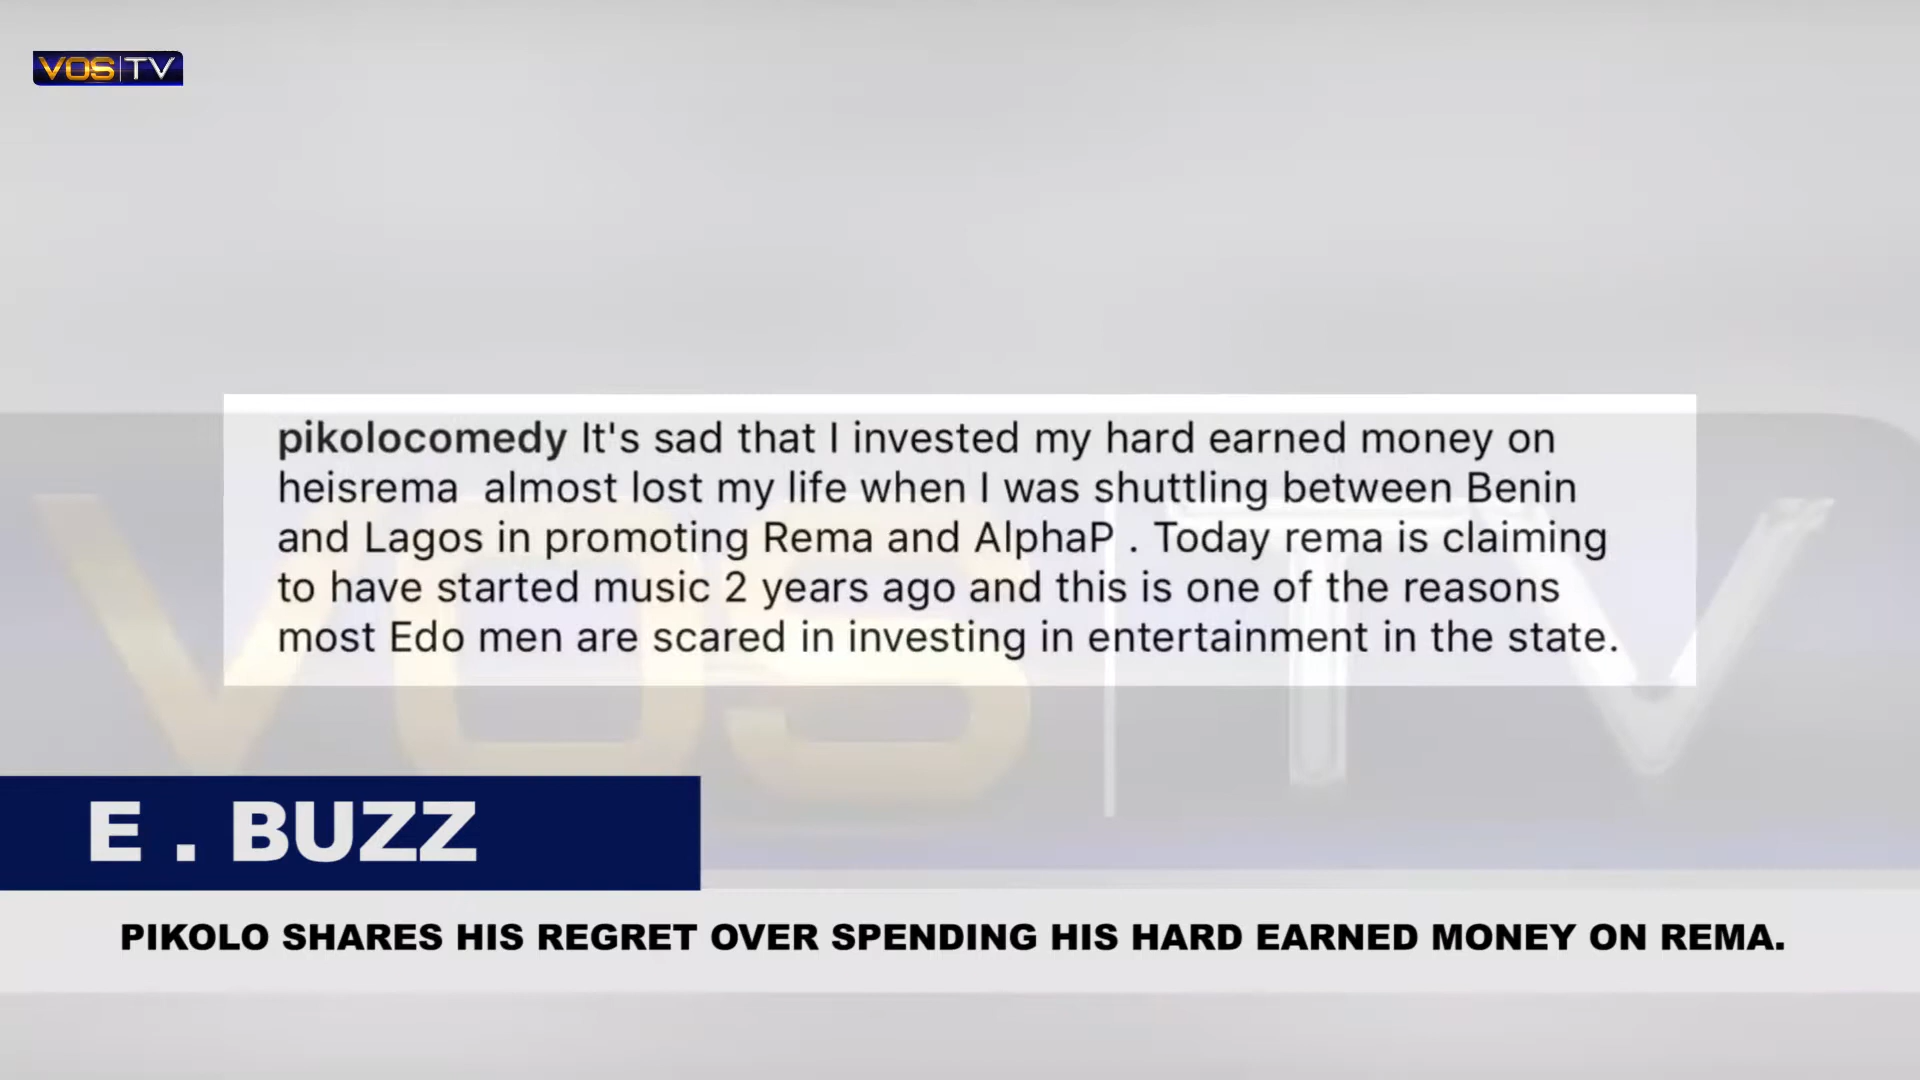 VOS|TV
pikolocomedy It's sad that I invested my hard earned money on
heisrema almost lost my life when I was shuttling between Benin
and Lagos in promoting Rema and AlphaP . Today rema is claiming
to have started music 2 years ago and this is one of the reasons
most Edo men are scared in investing in entertainment in the state.
VOS|TV
E . BUZZ
PIKOLO SHARES HIS REGRET OVER SPENDING HIS HARD EARNED MONEY ON REMA.